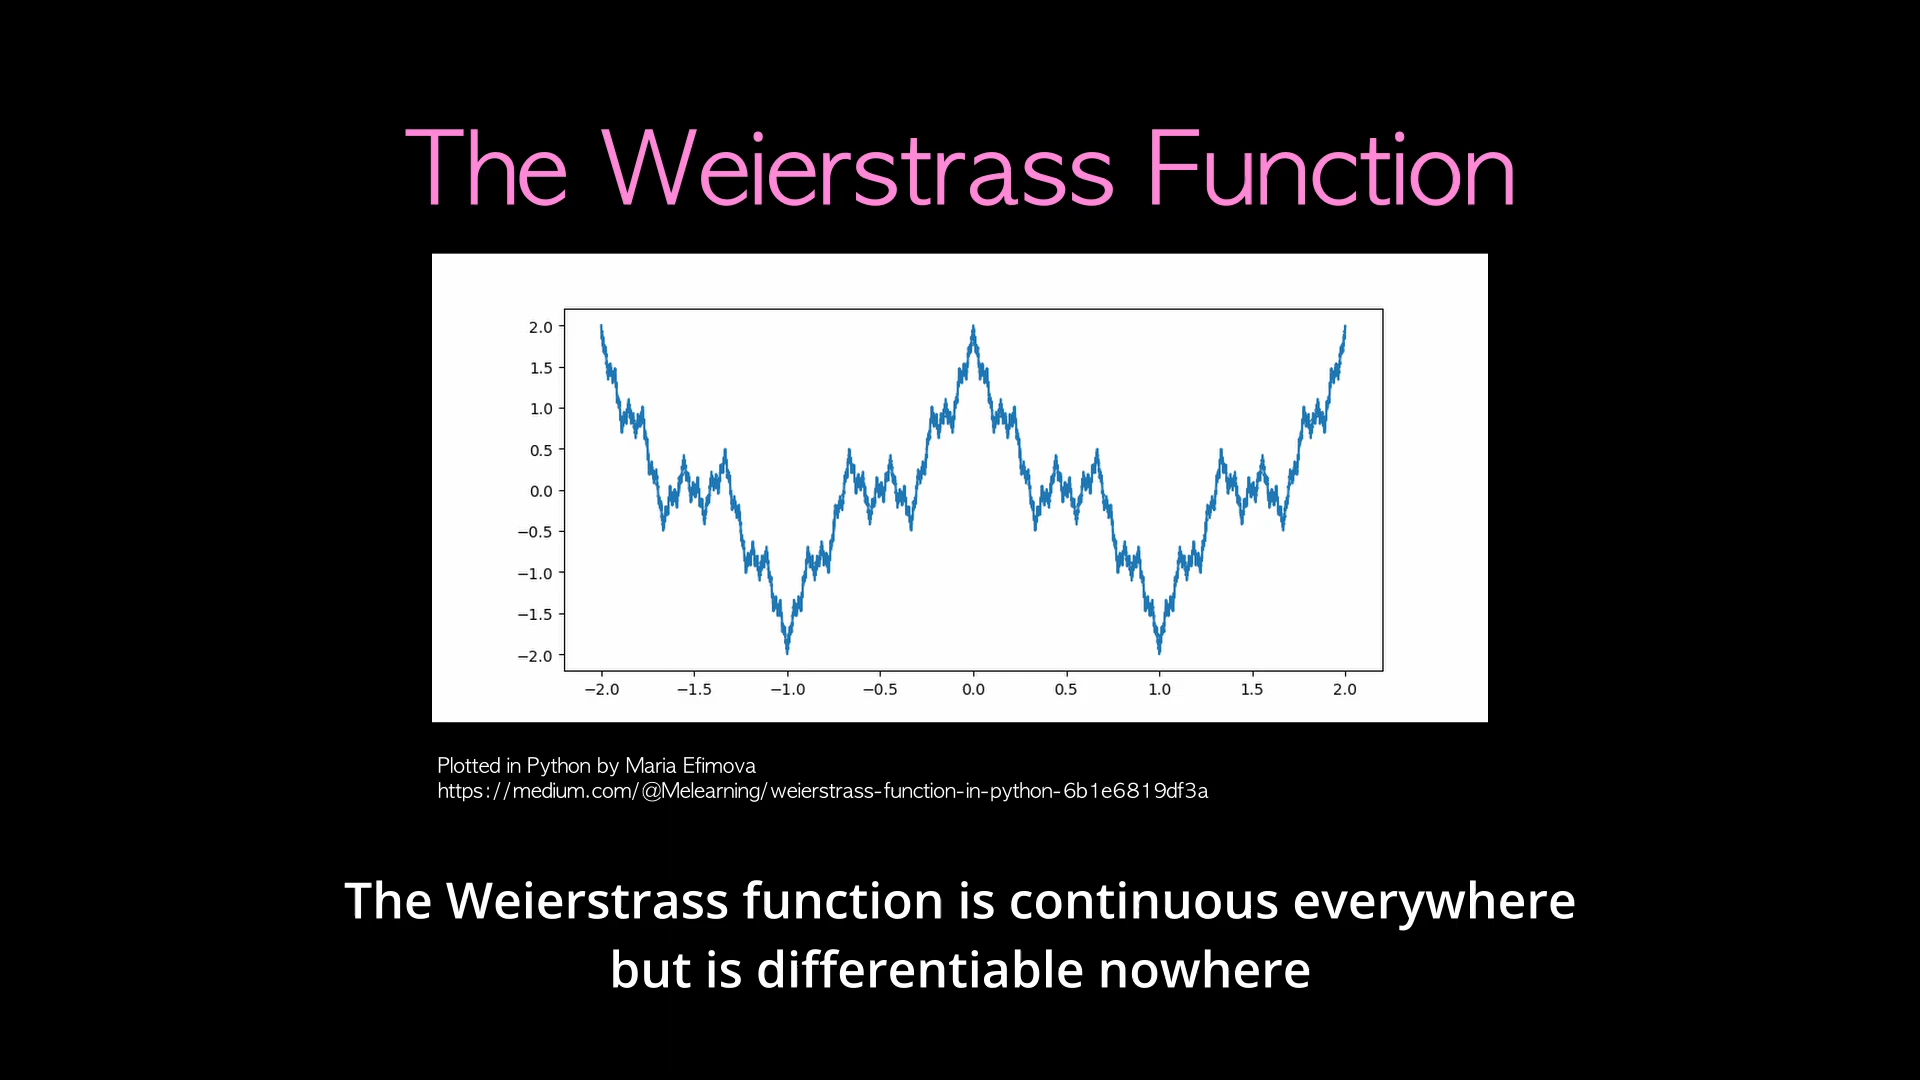 The Weierstrass Function
2.0
1.5
1.0
0.5
0.0
−0.5
−1.0
−1.5
−2.0
−2.0 −1.5 −1.0 −0.5 0.0 0.5 1.0 1.5 2.0
Plotted in Python by Maria Efimova
https://medium.com/@Melearning/weierstrass-function-in-python-6b1e6819df3a
The Weierstrass function is continuous everywhere
but is differentiable nowhere